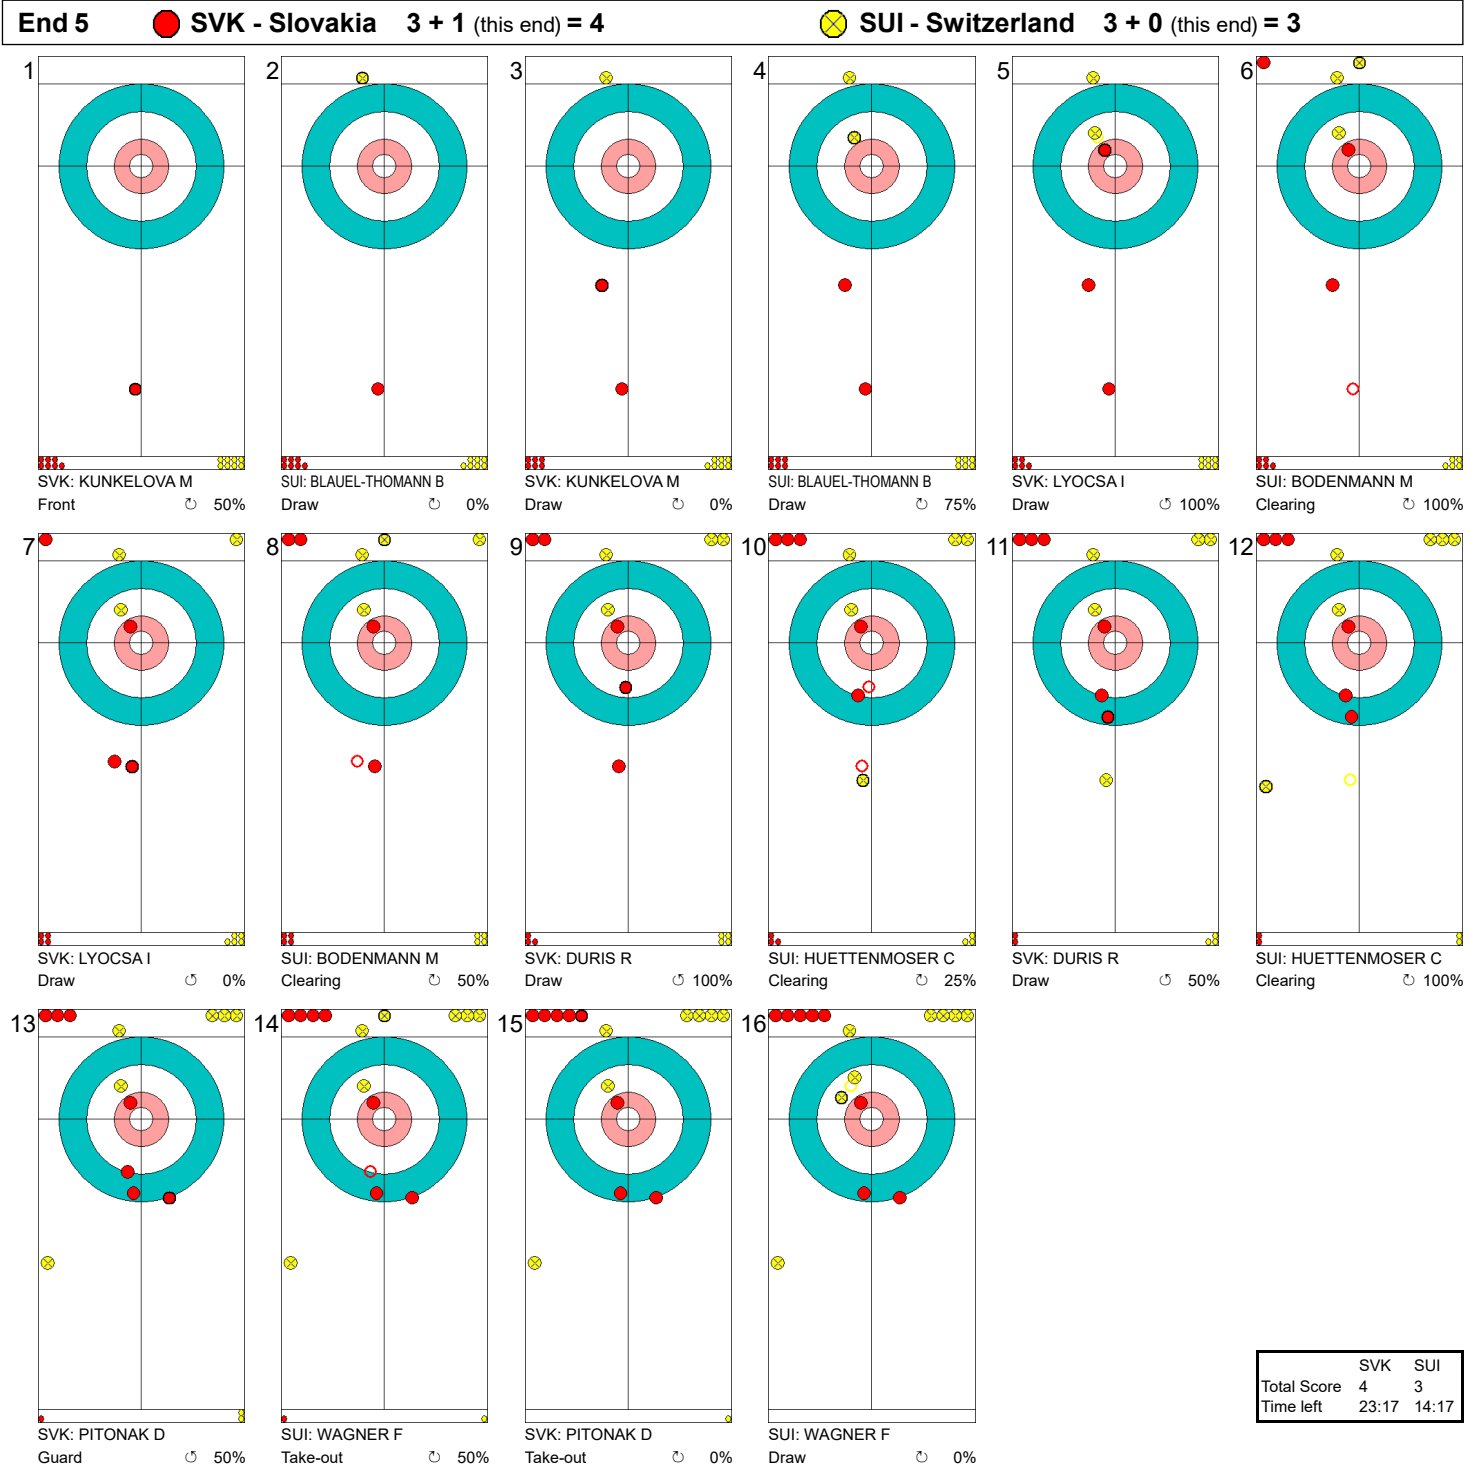 End 5 SVK - Slovakia 3 + 1 (this end) = 4 SUI - Switzerland 3 + 0 (this end) = 3
1 2 3 4 5 6
SVK: KUNKELOVA M SUI: BLAUEL-THOMANN B SVK: KUNKELOVA M SUI: BLAUEL-THOMANN B SVK: LYOCSA I SUI: BODENMANN M
Front ↻ 50% Draw ↻ 0% Draw ↻ 0% Draw ↻ 75% Draw ↺ 100% Clearing ↻ 100%
7 8 9 10 11 12
SVK: LYOCSA I SUI: BODENMANN M SVK: DURIS R SUI: HUETTENMOSER C SVK: DURIS R SUI: HUETTENMOSER C
Draw ↺ 0% Clearing ↻ 50% Draw ↺ 100% Clearing ↻ 25% Draw ↺ 50% Clearing ↻ 100%
13 14 15 16
SVK: PITONAK D SUI: WAGNER F SVK: PITONAK D SUI: WAGNER F
Guard ↺ 50% Take-out ↻ 50% Take-out ↺ 0% Draw ↻ 0%
SVK SUI
Total Score 4 3
Time left 23:17 14:17